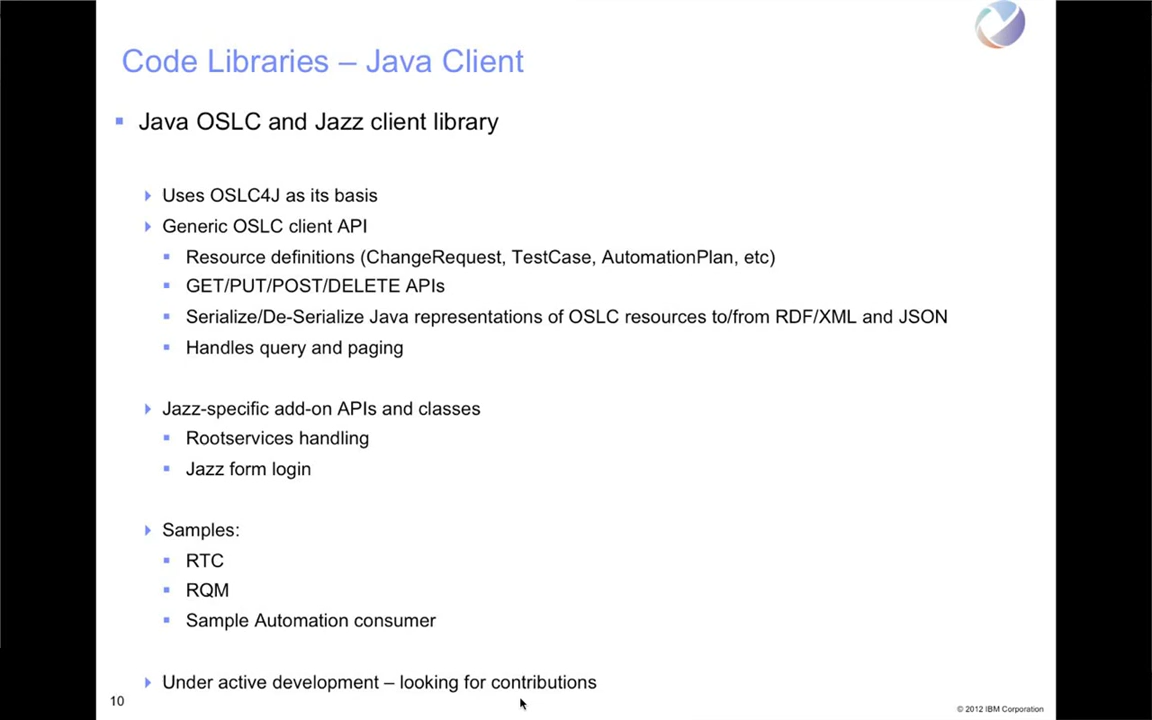 Code Libraries – Java Client
Java OSLC and Jazz client library
Uses OSLC4J as its basis
Generic OSLC client API
Resource definitions (ChangeRequest, TestCase, AutomationPlan, etc)
GET/PUT/POST/DELETE APIs
Serialize/De-Serialize Java representations of OSLC resources to/from RDF/XML and JSON
Handles query and paging
Jazz-specific add-on APIs and classes
Rootservices handling
Jazz form login
Samples:
RTC
RQM
Sample Automation consumer
Under active development – looking for contributions
10
© 2012 IBM Corporation